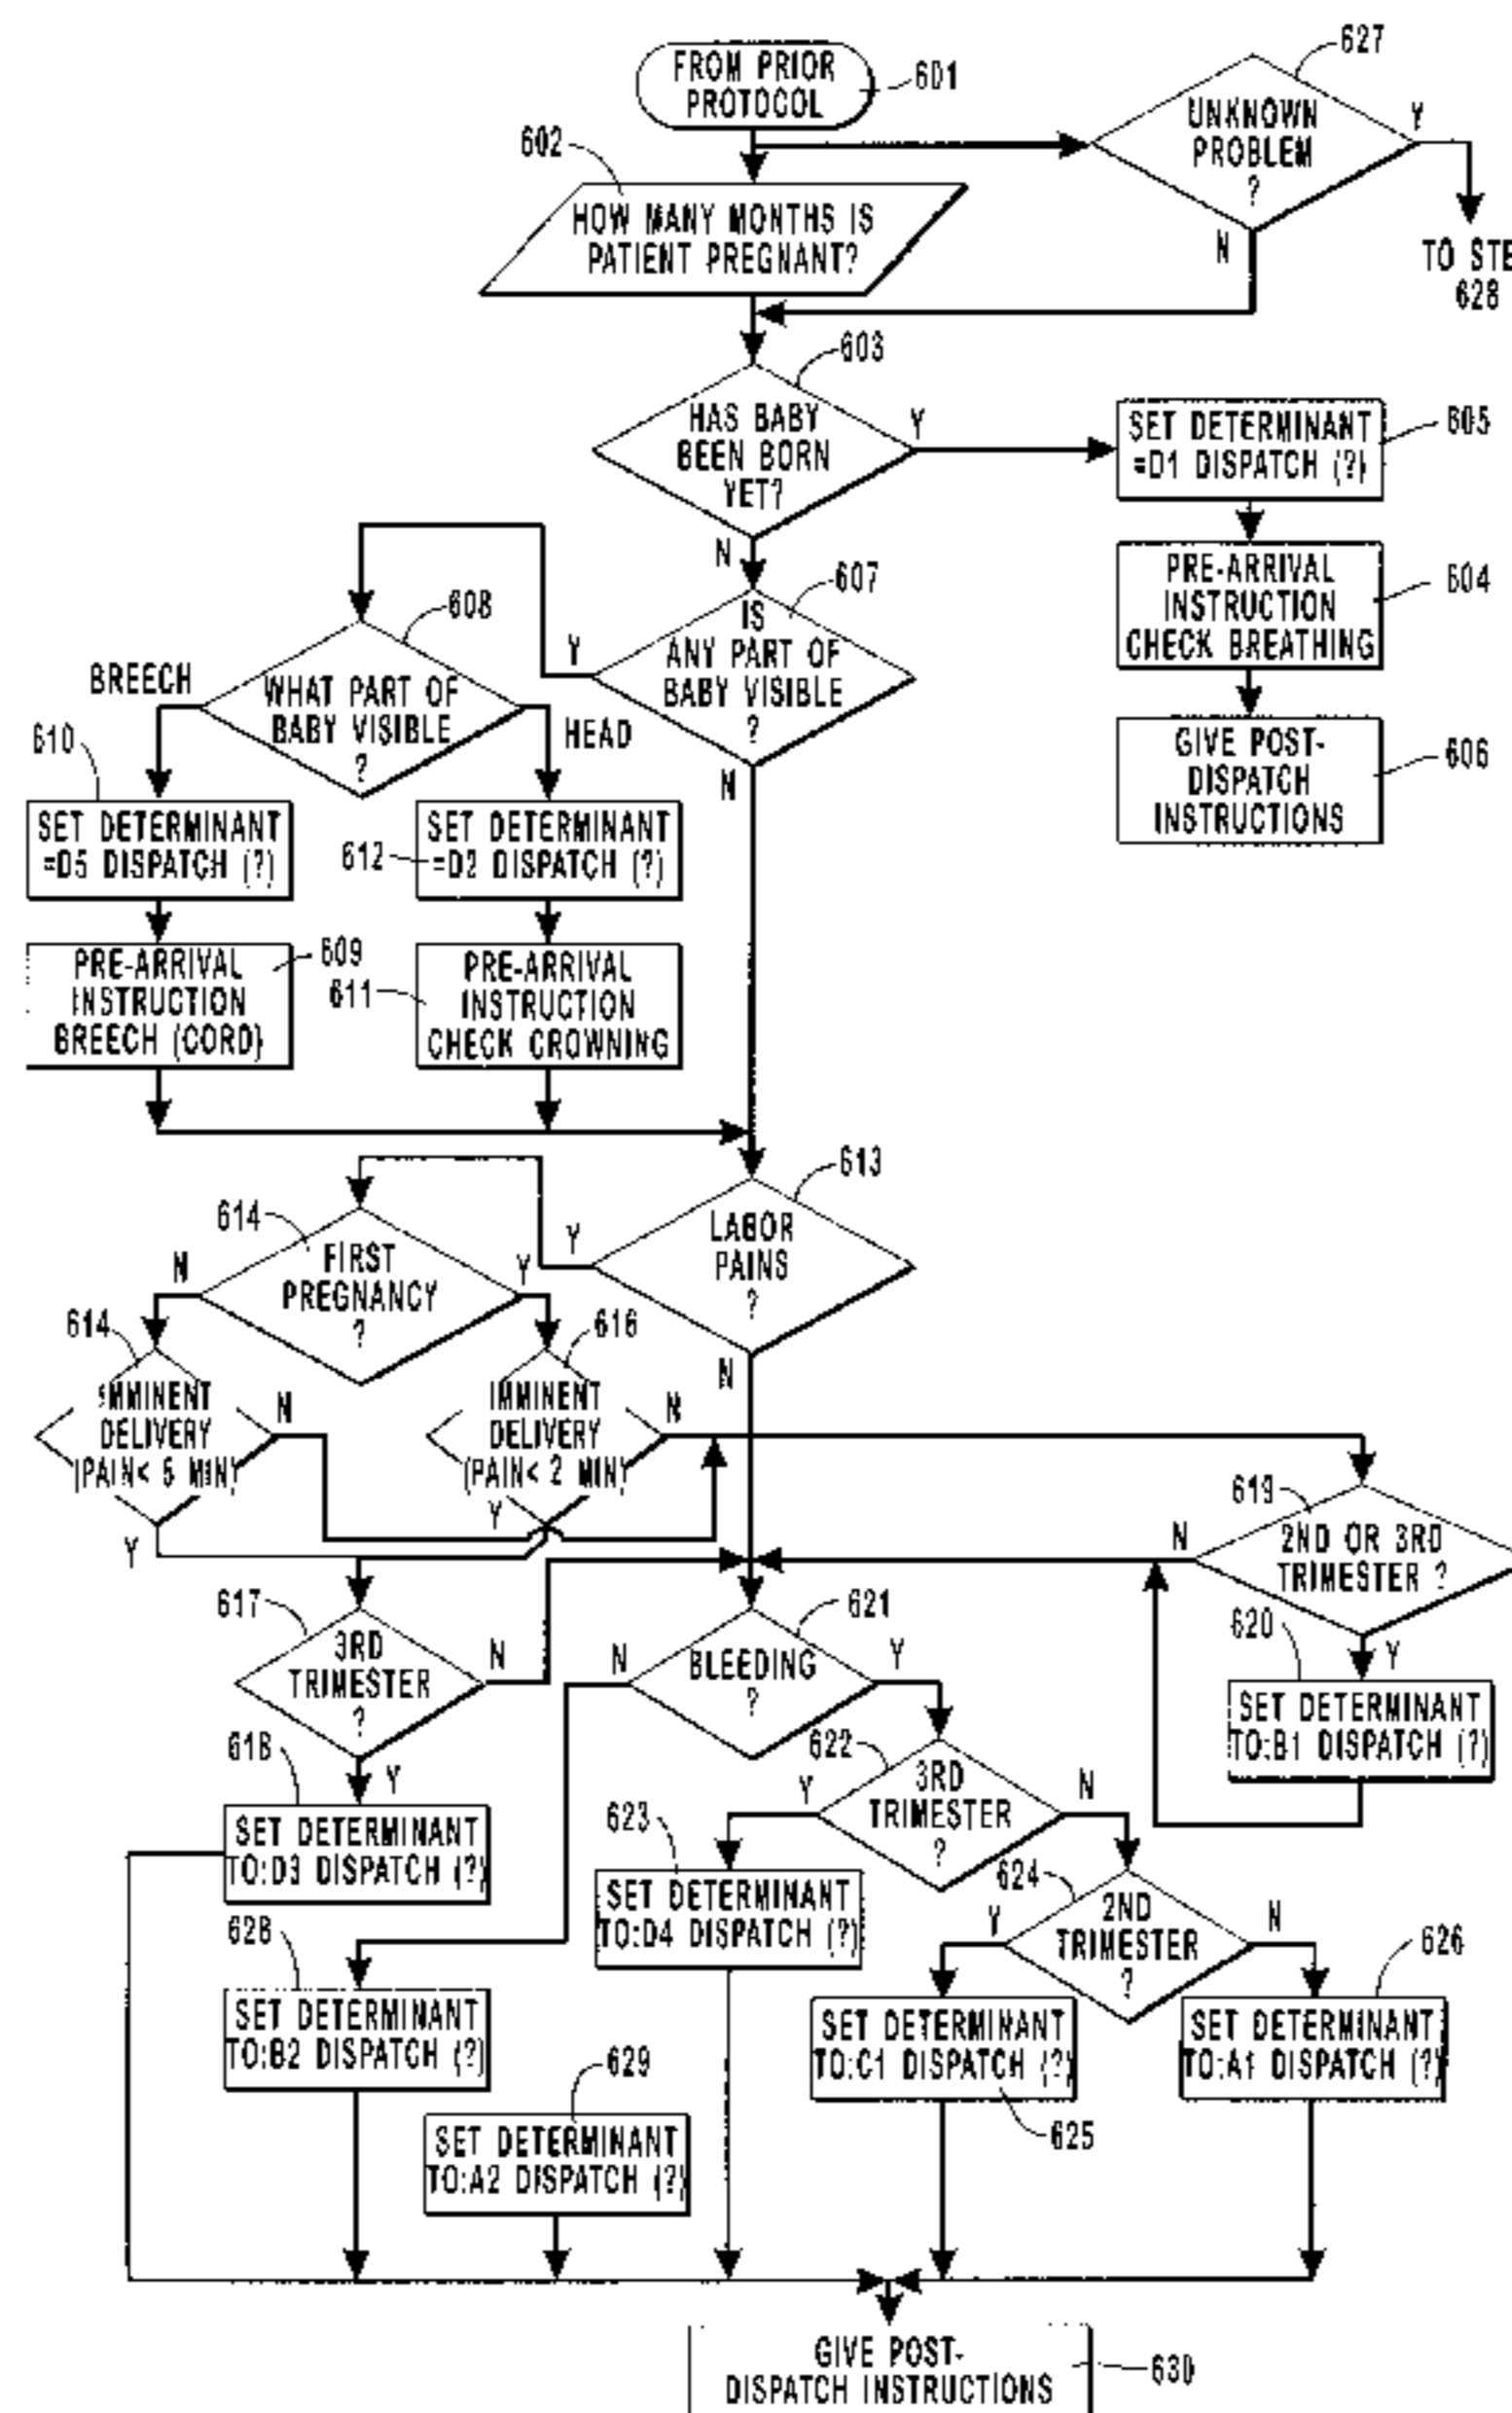 FROM PRIOR
PROTOCOL
601
627
UNKNOWN
PROBLEM
?
Y
N
TO STE
628
602
HOW MANY MONTHS IS
PATIENT PREGNANT?
603
HAS BABY
BEEN BORN
YET?
Y
N
SET DETERMINANT
=D1 DISPATCH (?)
605
PRE-ARRIVAL
INSTRUCTION
CHECK BREATHING
604
GIVE POST-
DISPATCH
INSTRUCTIONS
606
607
IS
ANY PART OF
BABY VISIBLE
?
Y
N
608
WHAT PART OF
BABY VISIBLE
?
BREECH
HEAD
610
SET DETERMINANT
=D5 DISPATCH (?)
612
SET DETERMINANT
=D2 DISPATCH (?)
609
PRE-ARRIVAL
INSTRUCTION
BREECH (CORD)
611
PRE-ARRIVAL
INSTRUCTION
CHECK CROWNING
613
LABOR
PAINS
?
Y
N
614
FIRST
PREGNANCY
?
N
Y
614
IMMINENT
DELIVERY
(PAIN< 5 MIN)
N
Y
616
IMMINENT
DELIVERY
(PAIN< 2 MIN)
N
Y
619
2ND OR 3RD
TRIMESTER ?
N
Y
620
SET DETERMINANT
TO:B1 DISPATCH (?)
617
3RD
TRIMESTER
?
N
Y
621
BLEEDING
?
N
Y
618
SET DETERMINANT
TO:D3 DISPATCH (?)
622
3RD
TRIMESTER
?
Y
N
623
SET DETERMINANT
TO:D4 DISPATCH (?)
624
2ND
TRIMESTER
?
Y
N
628
SET DETERMINANT
TO:B2 DISPATCH (?)
629
SET DETERMINANT
TO:A2 DISPATCH (?)
SET DETERMINANT
TO:C1 DISPATCH (?)
625
626
SET DETERMINANT
TO:A1 DISPATCH (?)
GIVE POST-
DISPATCH INSTRUCTIONS
630